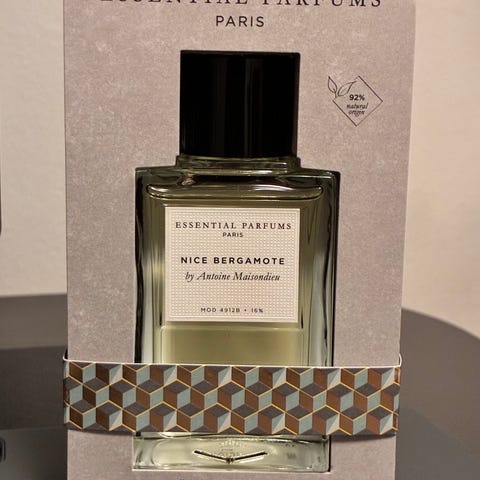 ESSENTIAL PARFUMS
PARIS
92%
natural
origin
ESSENTIAL PARFUMS
PARIS
NICE BERGAMOTE
by Antoine Maisondieu
MOD 4912B • 16%